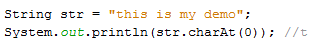 String str = "this is my demo";
System.out.println(str.charAt(0)); //t